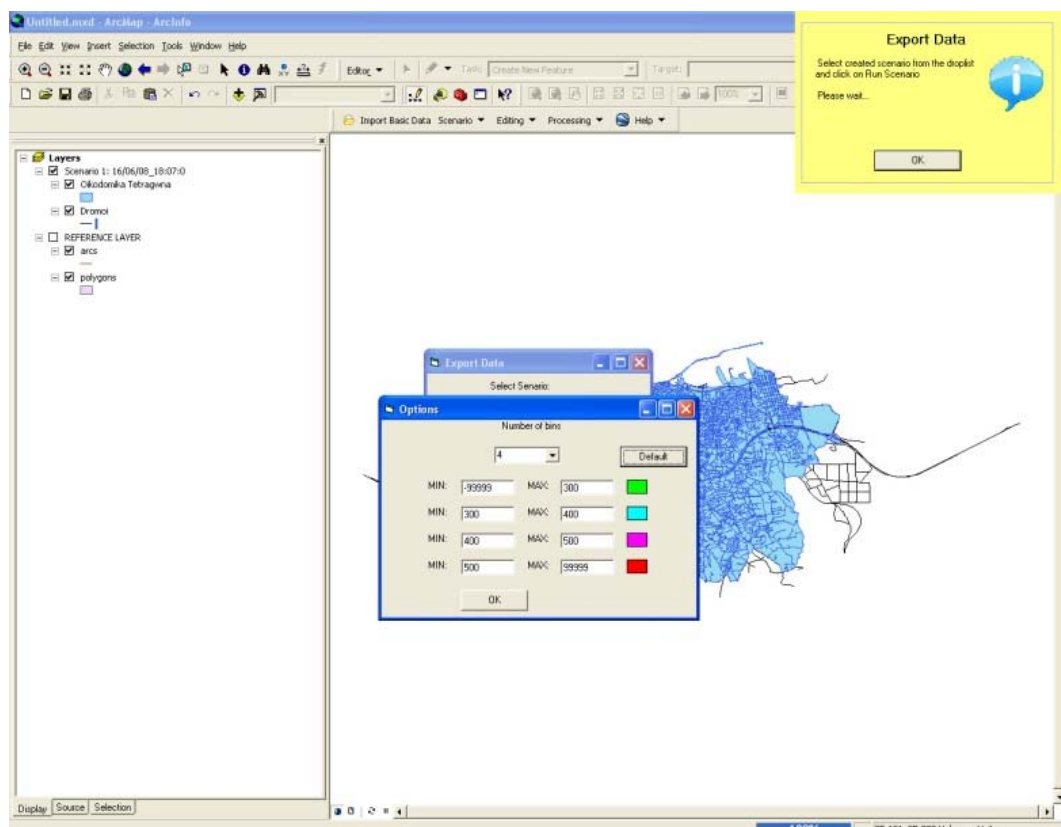 Untitled.mxd - ArcMap - ArcInfo
File Edit View Insert Selection Tools Window Help
Editor Task: Create New Feature Target:
100%
Import Basic Data Scenario Editing Processing Help
Layers
Scenario 1: 16/06/08_18:07:0
Oikodomika Tetragwna
Dromoi
REFERENCE LAYER
arcs
polygons
Export Data
Select created scenario from the droplist
and click on Run Scenario
Please wait...
OK
Export Data
Select Senario:
Options
Number of bins
4 Default
MIN: -99999 MAX: 300
MIN: 300 MAX: 400
MIN: 400 MAX: 500
MIN: 500 MAX: 99999
OK
Display Source Selection